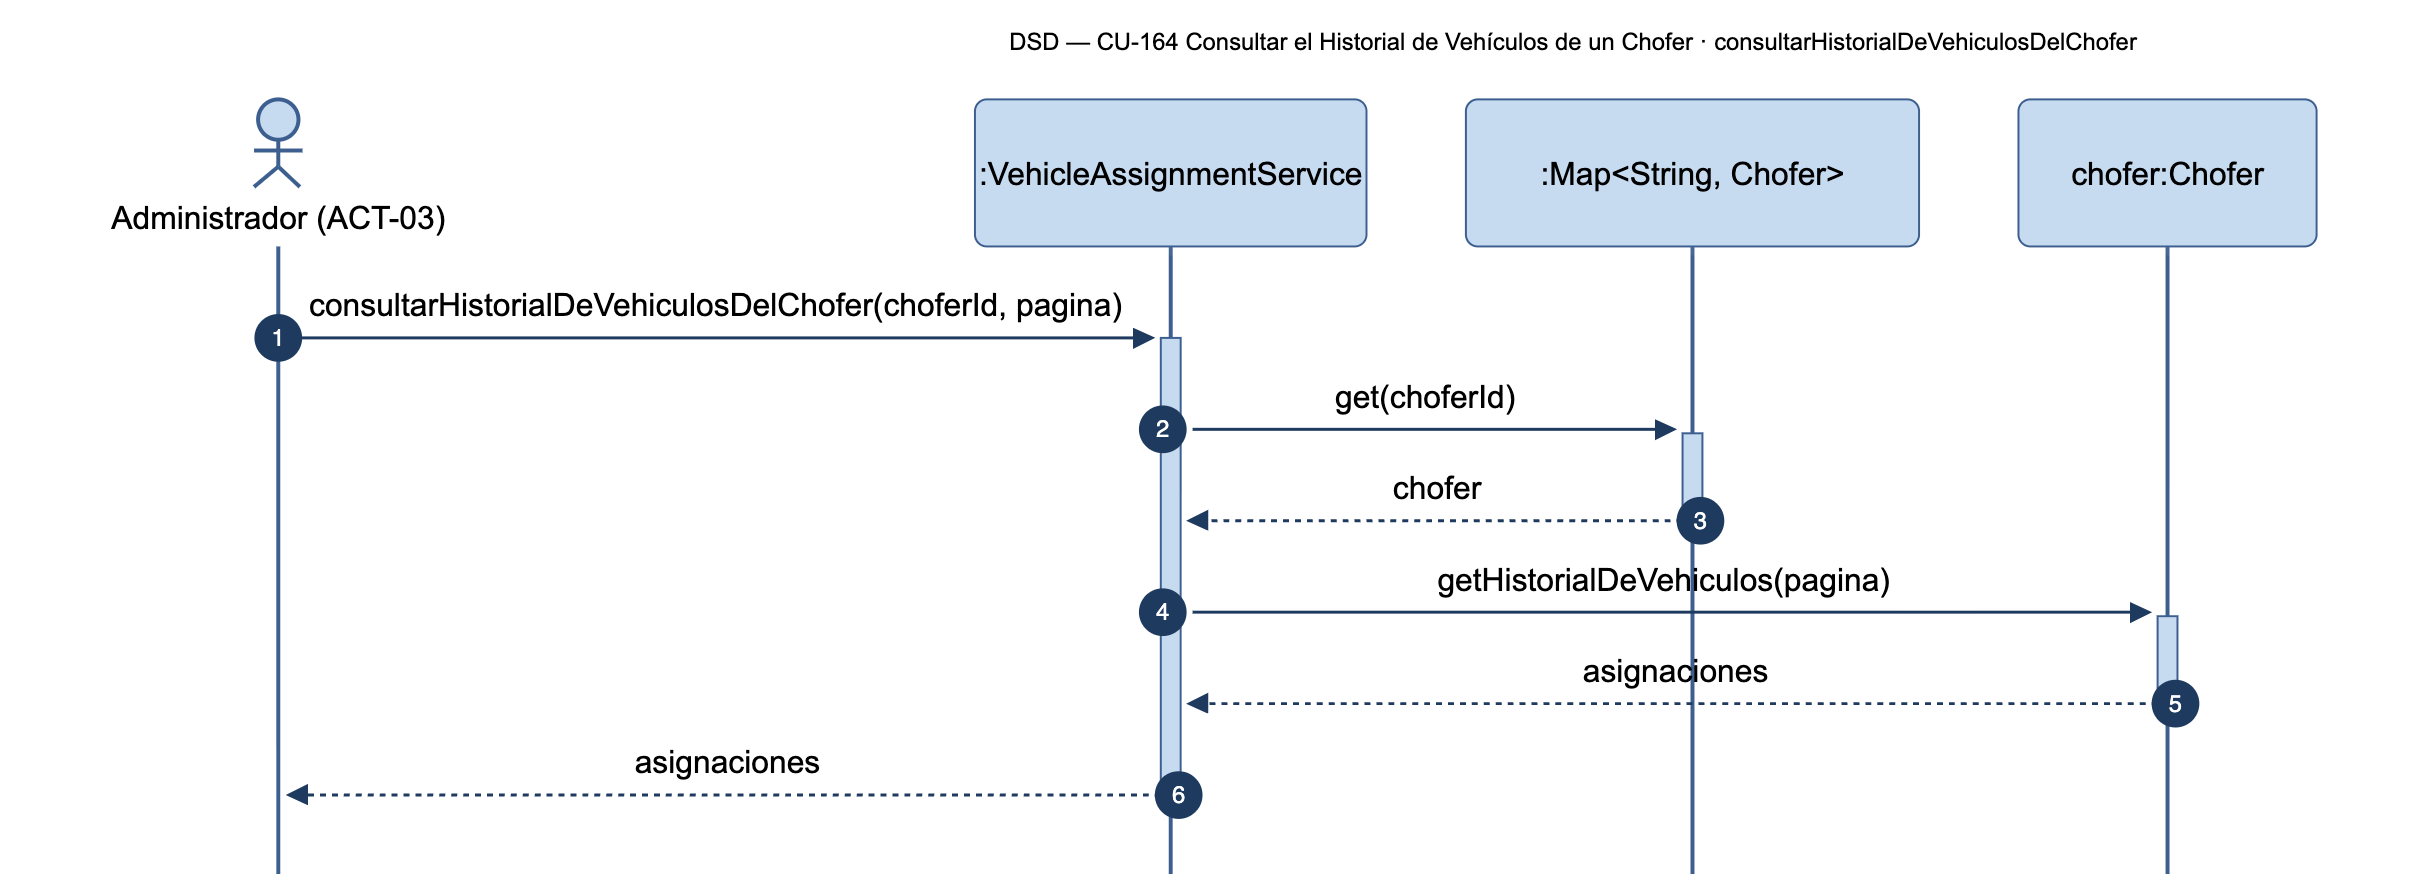 DSD — CU-164 Consultar el Historial de Vehículos de un Chofer · consultarHistorialDeVehiculosDelChofer
Administrador (ACT-03)
:VehicleAssignmentService
:Map<String, Chofer>
chofer:Chofer
consultarHistorialDeVehiculosDelChofer(choferId, pagina)
1
get(choferId)
2
chofer
3
getHistorialDeVehiculos(pagina)
4
asignaciones
5
asignaciones
6